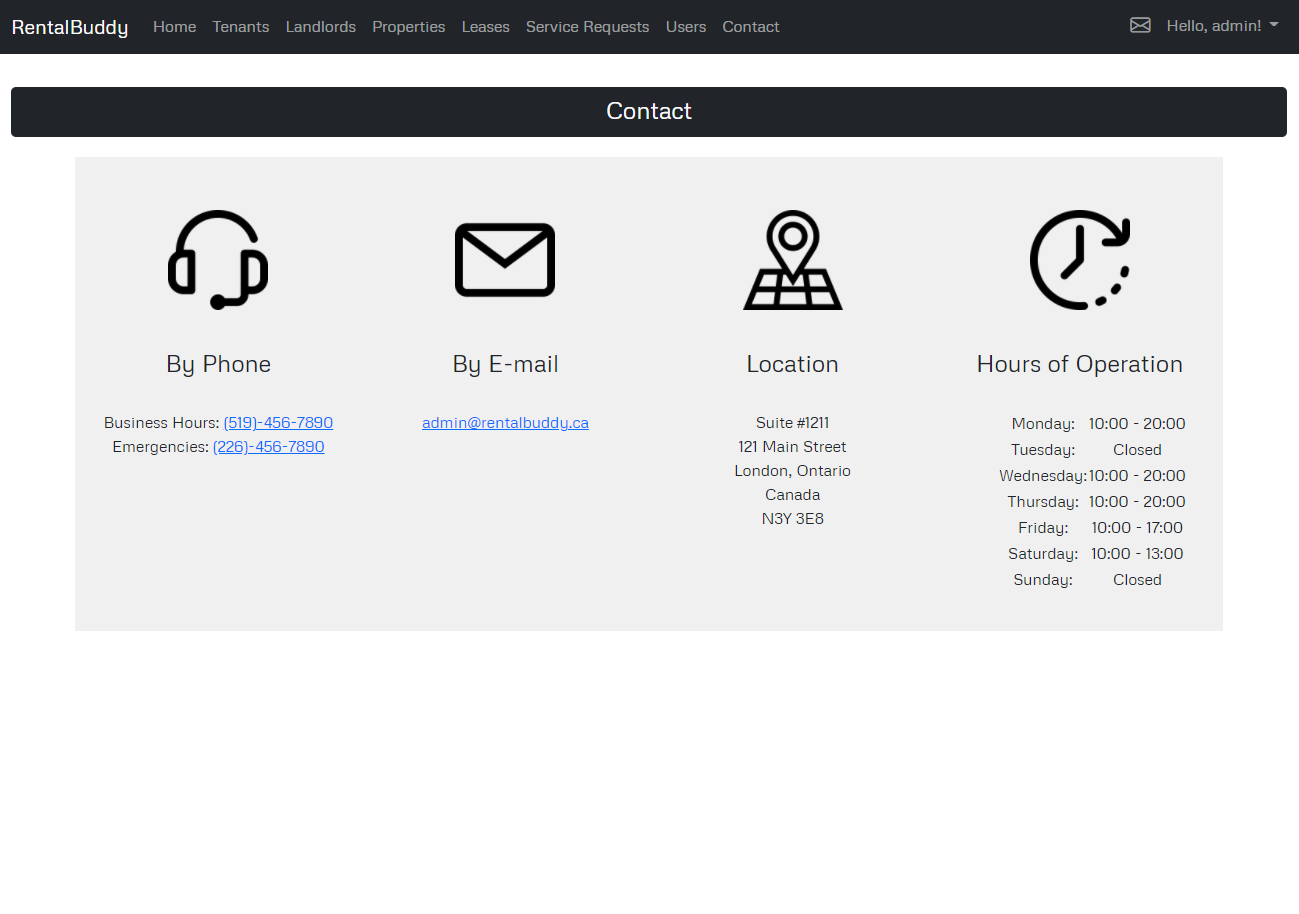 RentalBuddy Home Tenants Landlords Properties Leases Service Requests Users Contact Hello, admin!
Contact
By Phone
Business Hours: (519)-456-7890
Emergencies: (226)-456-7890
By E-mail
admin@rentalbuddy.ca
Location
Suite #1211
121 Main Street
London, Ontario
Canada
N3Y 3E8
Hours of Operation
Monday: 10:00 - 20:00
Tuesday: Closed
Wednesday: 10:00 - 20:00
Thursday: 10:00 - 20:00
Friday: 10:00 - 17:00
Saturday: 10:00 - 13:00
Sunday: Closed